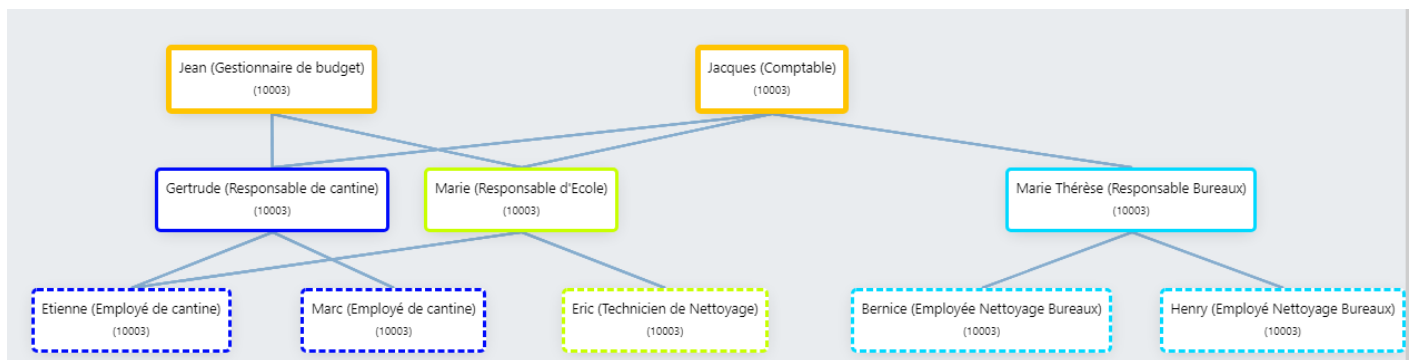 Jean (Gestionnaire de budget)
(10003)
Jacques (Comptable)
(10003)
Gertrude (Responsable de cantine)
(10003)
Marie (Responsable d'Ecole)
(10003)
Marie Thérèse (Responsable Bureaux)
(10003)
Etienne (Employé de cantine)
(10003)
Marc (Employé de cantine)
(10003)
Eric (Technicien de Nettoyage)
(10003)
Bernice (Employée Nettoyage Bureaux)
(10003)
Henry (Employé Nettoyage Bureaux)
(10003)